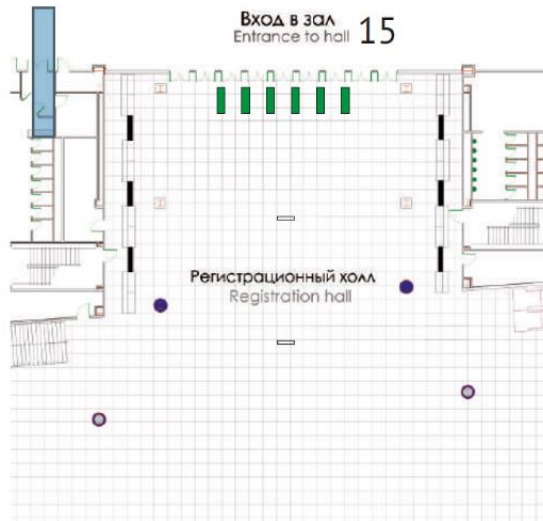 Вход в зал
Entrance to hall 15
Регистрационный холл
Registration hall